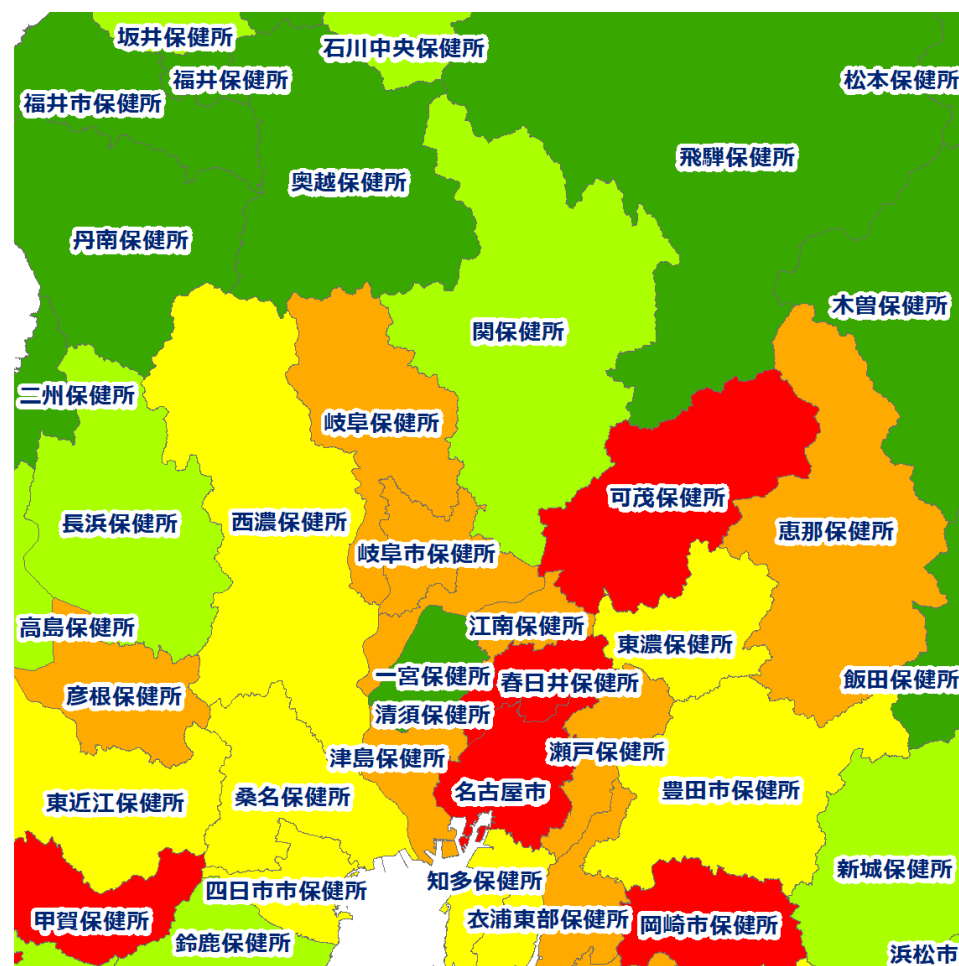 坂井保健所
石川中央保健所
福井保健所
松本保健所
福井市保健所
飛騨保健所
奥越保健所
丹南保健所
木曽保健所
関保健所
二州保健所
岐阜保健所
可茂保健所
長浜保健所
西濃保健所
恵那保健所
岐阜市保健所
高島保健所
江南保健所
東濃保健所
一宮保健所
春日井保健所
飯田保健所
彦根保健所
清須保健所
瀬戸保健所
津島保健所
名古屋市
豊田市保健所
東近江保健所
桑名保健所
新城保健所
知多保健所
四日市市保健所
甲賀保健所
衣浦東部保健所
岡崎市保健所
鈴鹿保健所
浜松市